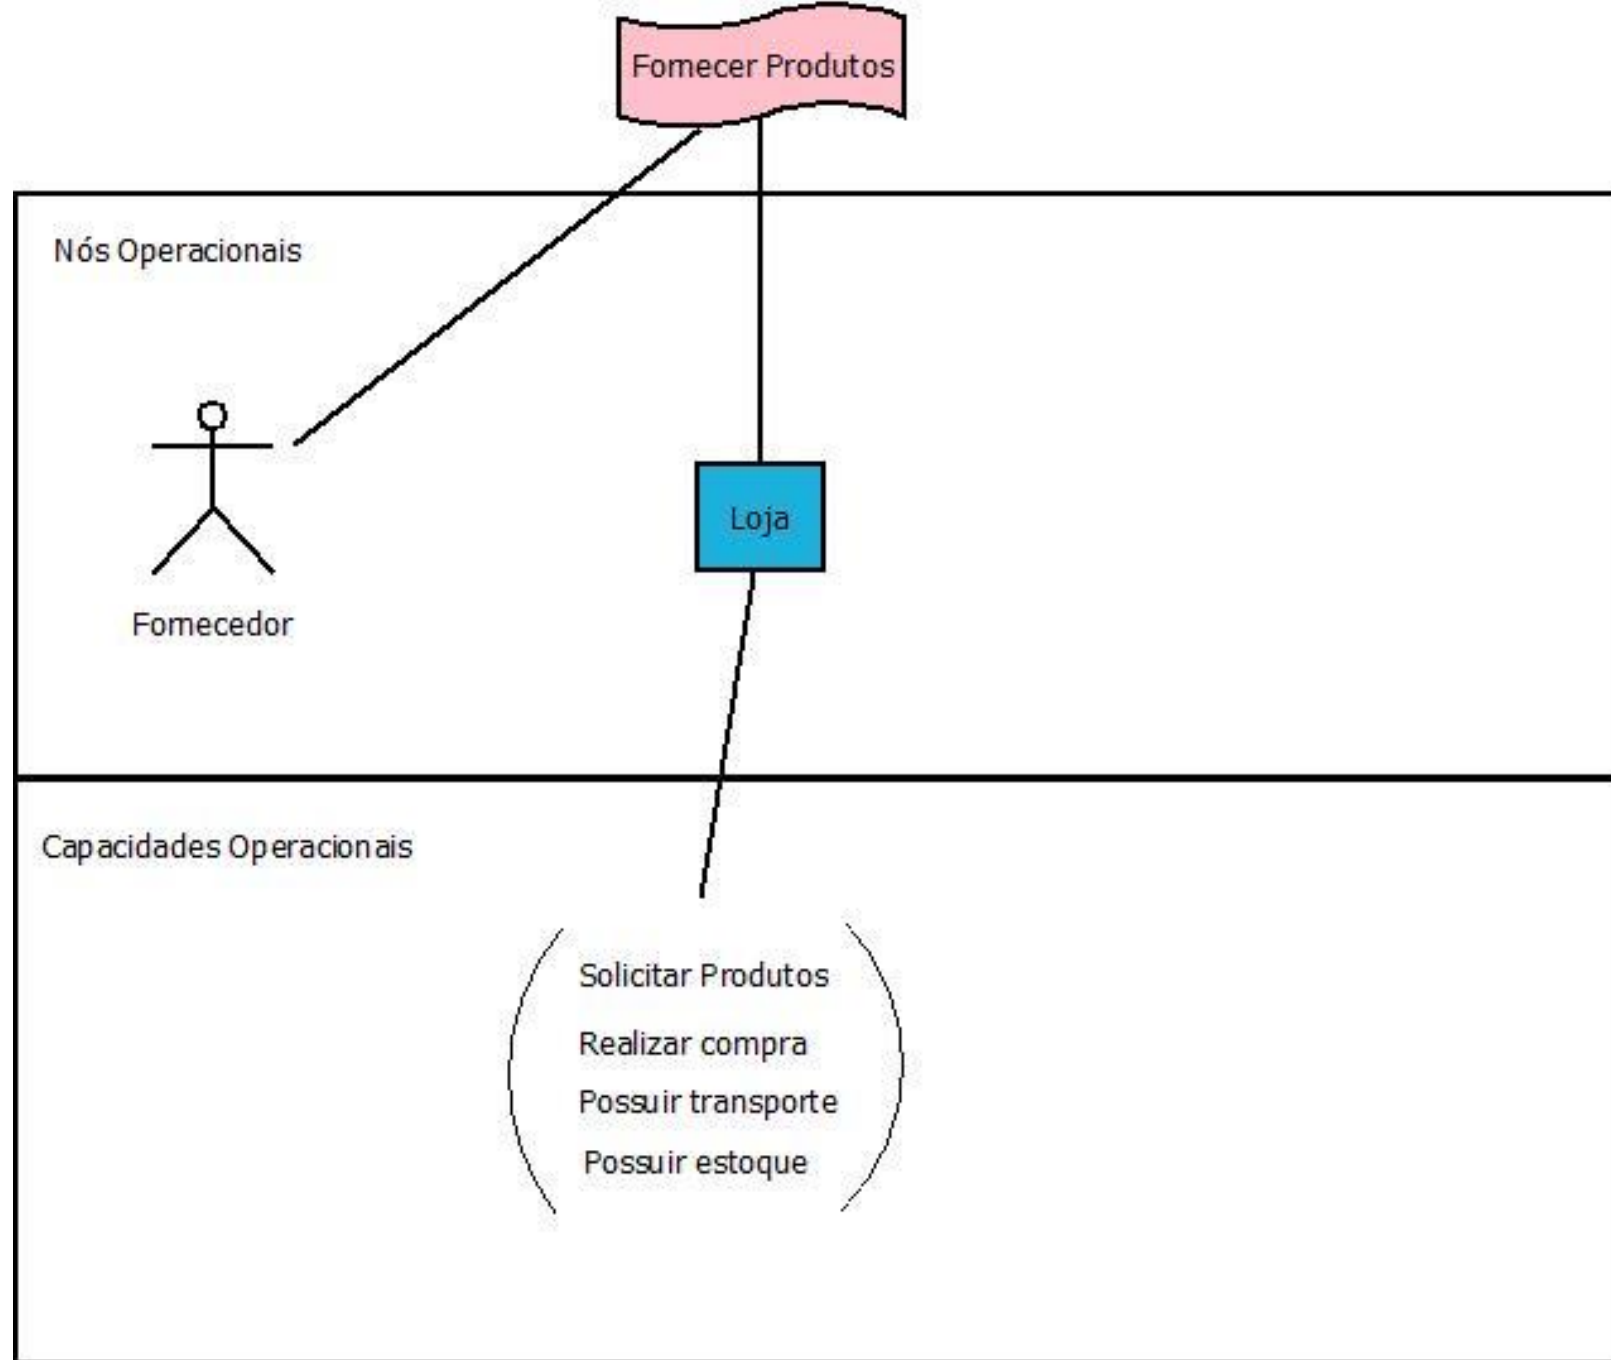 Fornecer Produtos
Nós Operacionais
Loja
Fornecedor
Capacidades Operacionais
Solicitar Produtos
Realizar compra
Possuir transporte
Possuir estoque